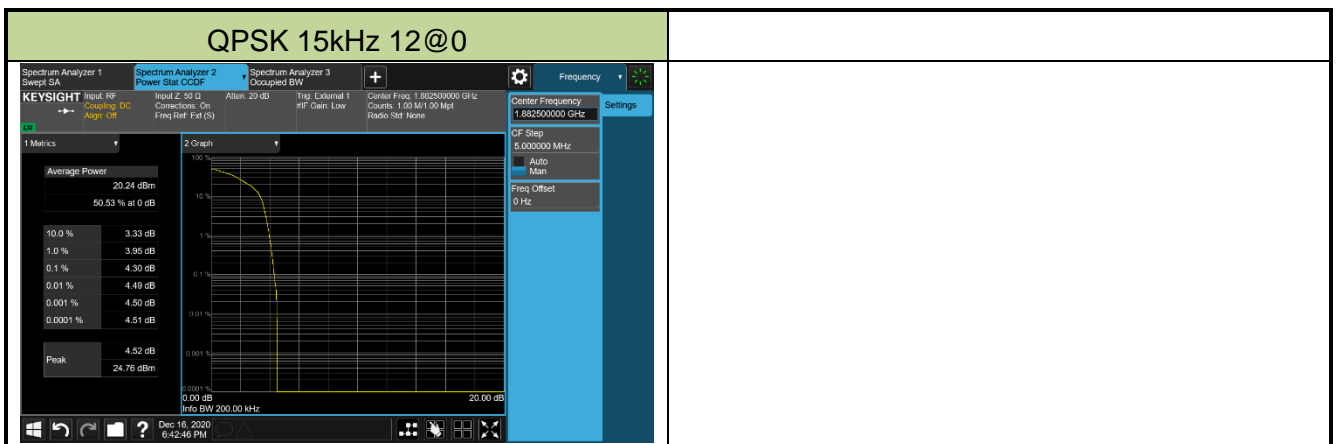 QPSK 15kHz 12@0
Spectrum Analyzer 1
Swept SA
Spectrum Analyzer 2
Power Stat CCDF
Spectrum Analyzer 3
Occupied BW
Frequency
KEYSIGHT
Input: RF
Coupling: DC
Align: Off
Input Z: 50 Ω
Corrections: On
Freq Ref: Ext (S)
Atten: 20 dB
Trig: External 1
#IF Gain: Low
Center Freq: 1.882500000 GHz
Counts: 1.00 M/1.00 Mpt
Radio Std: None
Center Frequency
1.882500000 GHz
Settings
CF Step
5.000000 MHz
Auto
Man
Freq Offset
0 Hz
1 Metrics
Average Power
20.24 dBm
50.53 % at 0 dB
10.0 % 3.33 dB
1.0 % 3.95 dB
0.1 % 4.30 dB
0.01 % 4.49 dB
0.001 % 4.50 dB
0.0001 % 4.51 dB
Peak
4.52 dB
24.76 dBm
2 Graph
100 %
10 %
1 %
0.1 %
0.01 %
0.001 %
0.0001 %
0.00 dB 20.00 dB
Info BW 200.00 kHz
Dec 16, 2020
6:42:46 PM